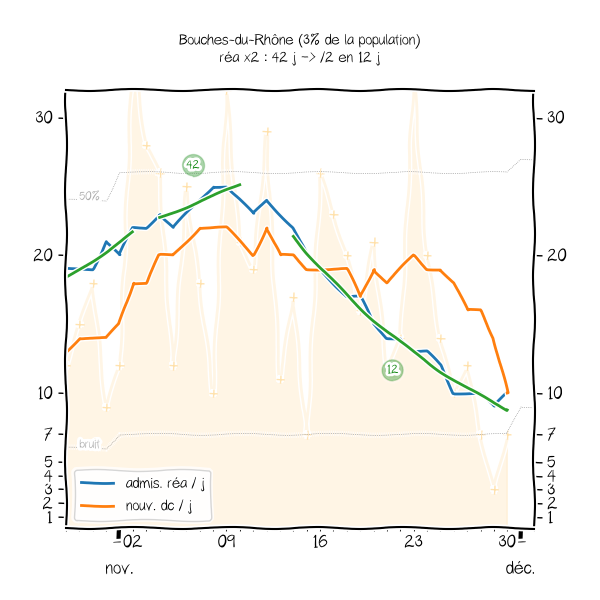 Bouches-du-Rhône (3% de la population)
réa x2 : 42 j -> /2 en 12 j
30 30
42
50%
20 20
12
10 10
7 7
bruit
5 5
4 4
3 3
2 2
1 1
admis. réa / j
nouv. dc / j
02 09 16 23 30
nov. déc.